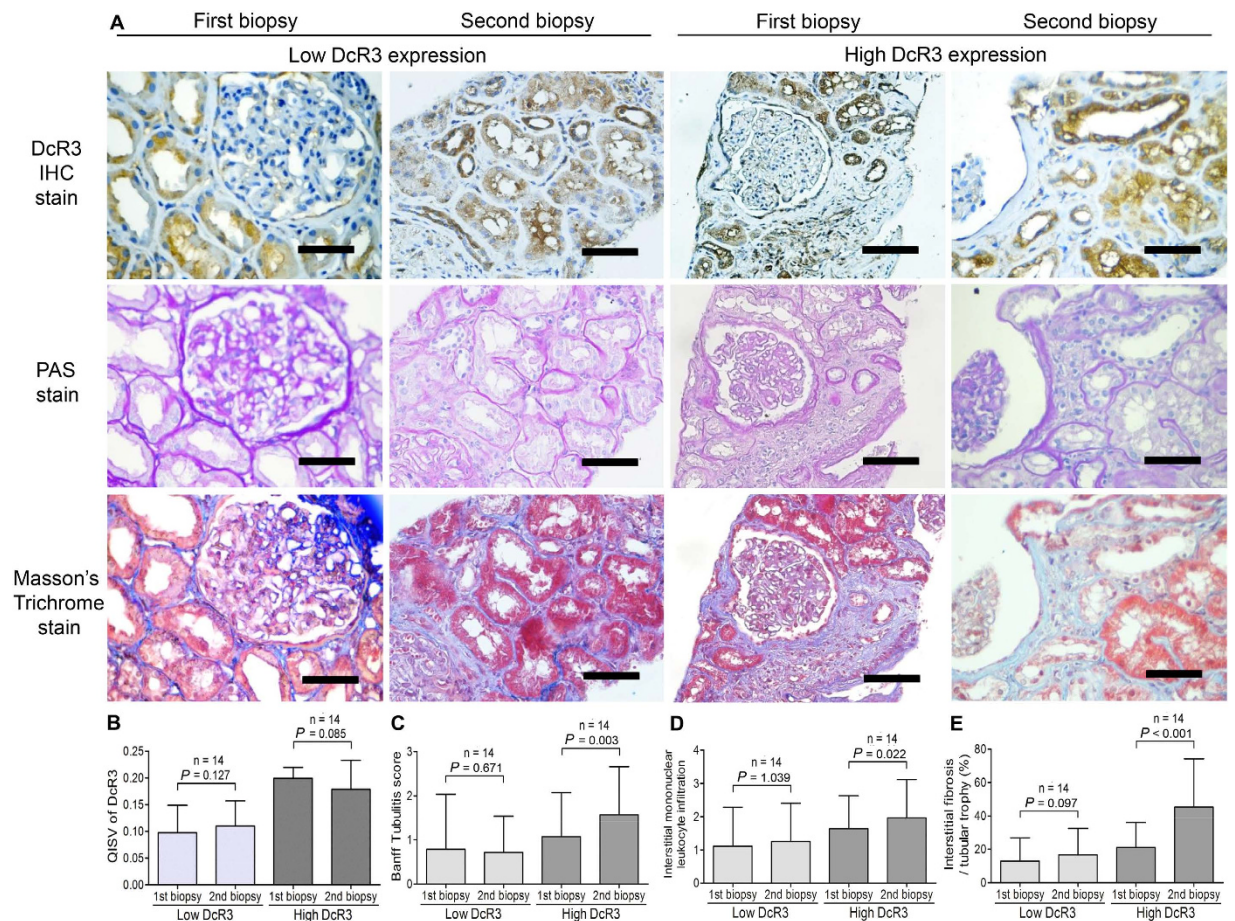 A First biopsy Second biopsy First biopsy Second biopsy
Low DcR3 expression High DcR3 expression
DcR3
IHC
stain
PAS
stain
Masson's
Trichrome
stain
B
QISV of DcR3
0.25
0.20
0.15
0.10
0.05
0.00
n = 14
P = 0.127
n = 14
P = 0.085
1st biopsy 2nd biopsy 1st biopsy 2nd biopsy
Low DcR3 High DcR3
C
Banff Tubulitis score
3
2
1
0
n = 14
P = 0.671
n = 14
P = 0.003
1st biopsy 2nd biopsy 1st biopsy 2nd biopsy
Low DcR3 High DcR3
D
Interstitial mononuclear
leukocyte infiltration
4
3
2
1
0
n = 14
P = 1.039
n = 14
P = 0.022
1st biopsy 2nd biopsy 1st biopsy 2nd biopsy
Low DcR3 High DcR3
E
Interstitial fibrosis
/ tubular trophy (%)
80
60
40
20
0
n = 14
P = 0.097
n = 14
P < 0.001
1st biopsy 2nd biopsy 1st biopsy 2nd biopsy
Low DcR3 High DcR3